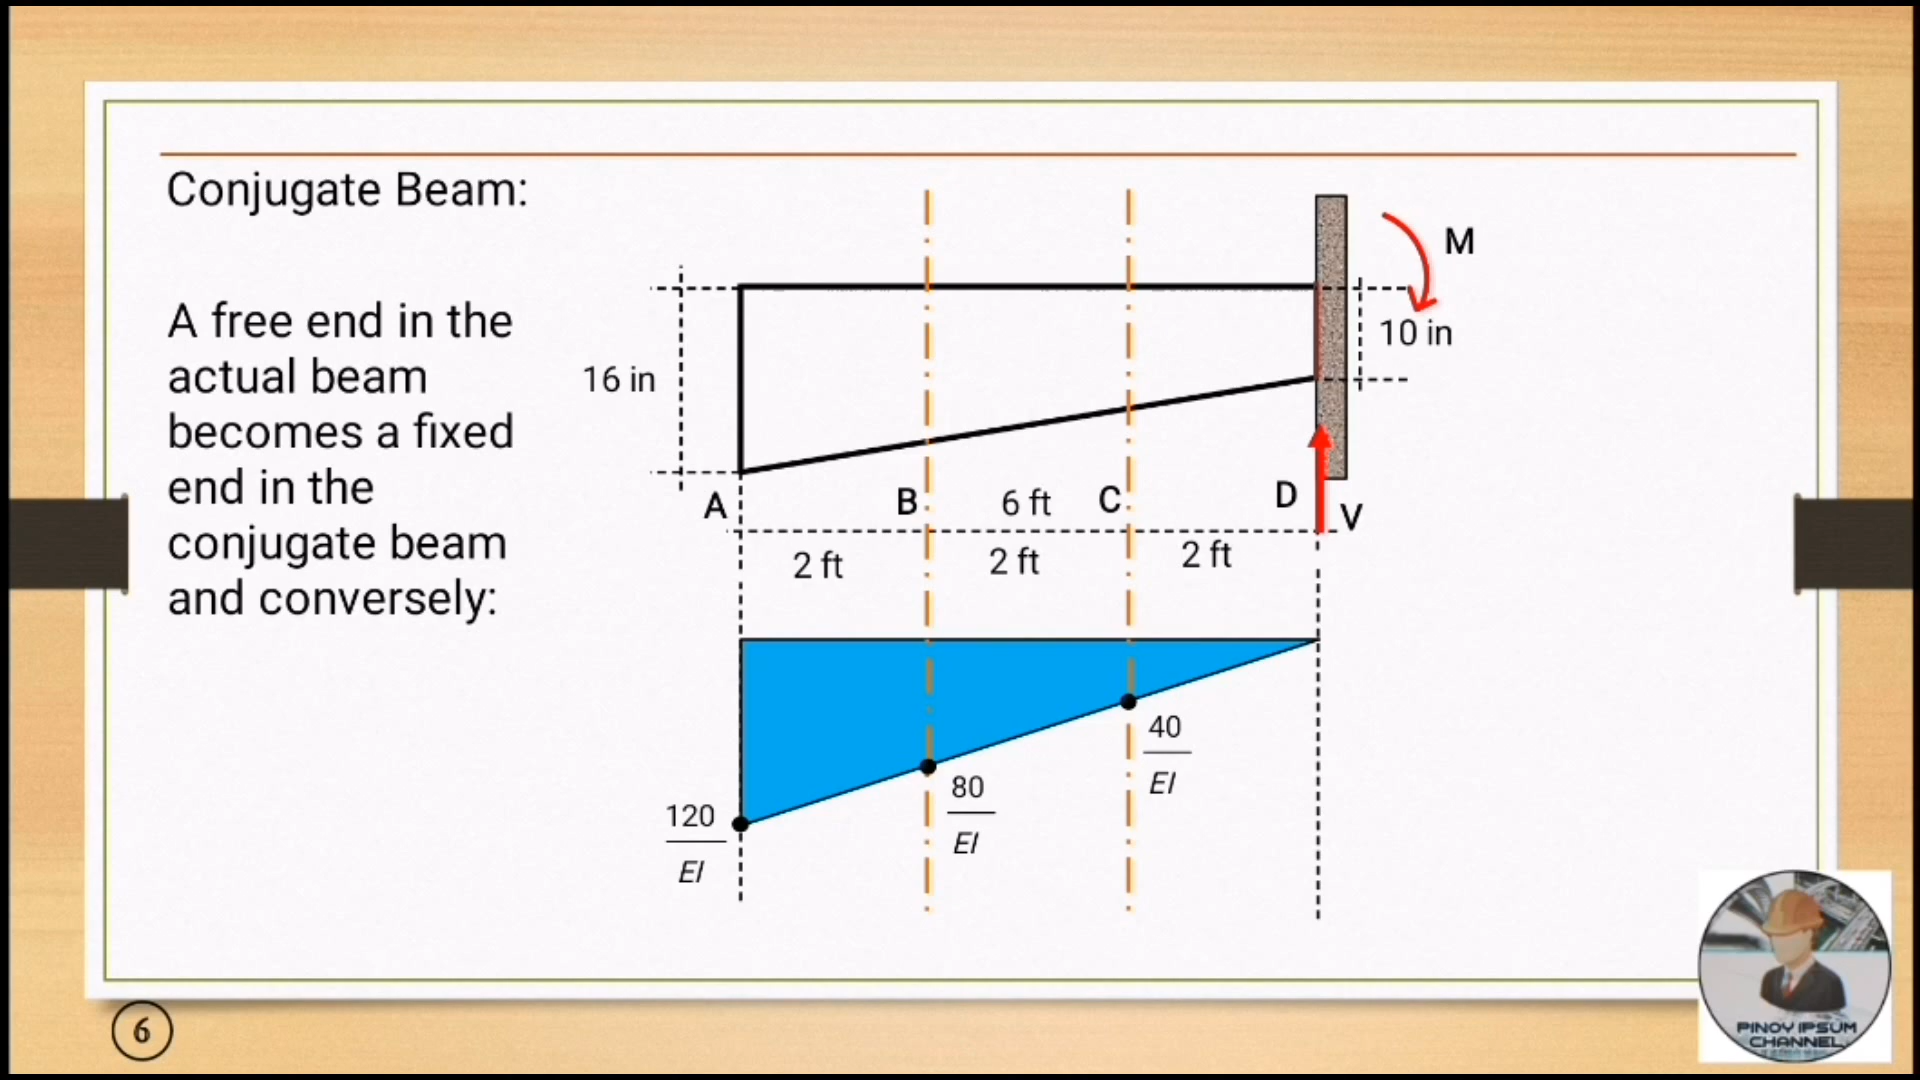 Conjugate Beam:
A free end in the
actual beam
becomes a fixed
end in the
conjugate beam
and conversely:
M
10 in
16 in
A
B
6 ft
C
D
V
2 ft
2 ft
2 ft
120
EI
80
EI
40
EI
6
PINOY IPSUM
CHANNEL